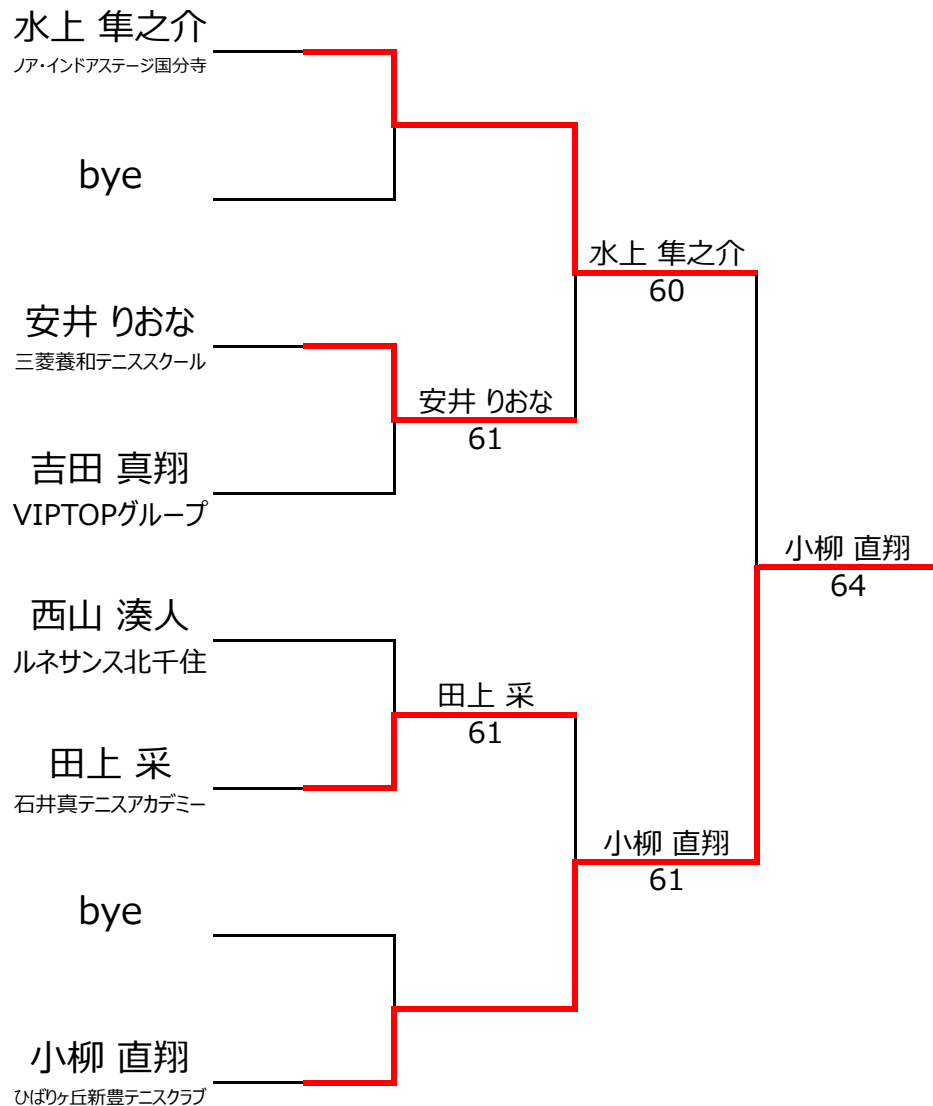 水上 隼之介
ノア・インドアステージ国分寺
bye
安井 りおな
三菱養和テニススクール
吉田 真翔
VIPTOPグループ
西山 湊人
ルネサンス北千住
田上 采
石井真テニスアカデミー
bye
小柳 直翔
ひばりヶ丘新豊テニスクラブ
安井 りおな
61
田上 采
61
水上 隼之介
60
小柳 直翔
61
小柳 直翔
64